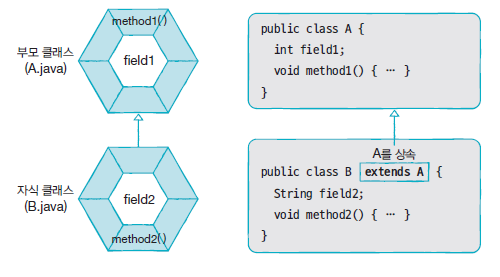 method1( )
부모 클래스
(A.java)
field1
public class A {
int field1;
void method1() { … }
}
자식 클래스
(B.java)
field2
method2( )
A를 상속
public class B extends A {
String field2;
void method2() { … }
}